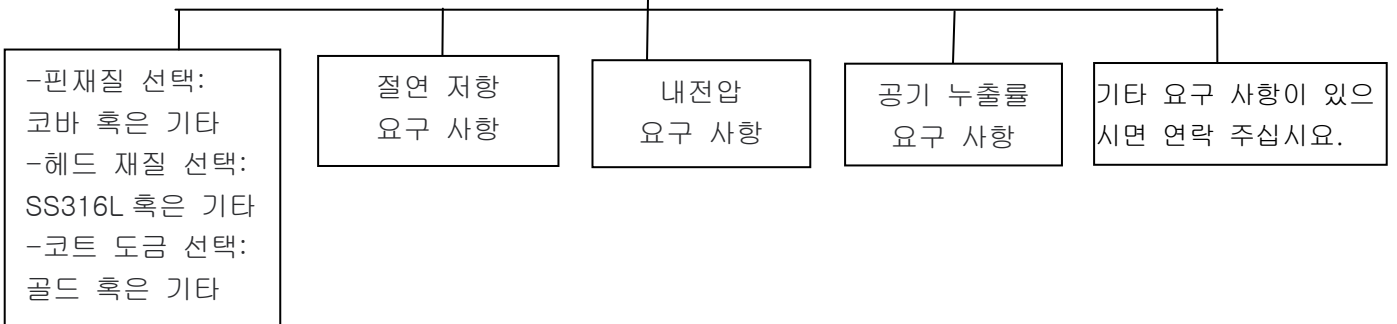 -핀재질 선택:
코바 혹은 기타
-헤드 재질 선택:
SS316L 혹은 기타
-코트 도금 선택:
골드 혹은 기타
절연 저항
요구 사항
내전압
요구 사항
공기 누출률
요구 사항
기타 요구 사항이 있으
시면 연락 주십시요.